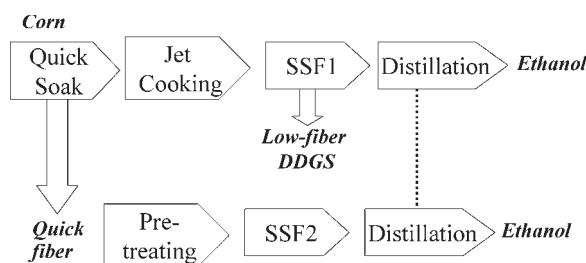 Corn
Quick
Soak
Jet
Cooking
SSF1
Distillation
Ethanol
Low-fiber
DDGS
Quick
fiber
Pre-
treating
SSF2
Distillation
Ethanol